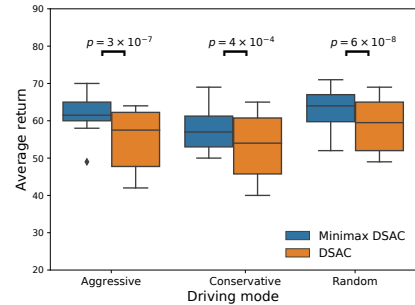 90
80
70
60
50
40
30
20
Average return
p = 3 × 10⁻⁷
p = 4 × 10⁻⁴
p = 6 × 10⁻⁸
Minimax DSAC
DSAC
Aggressive
Conservative
Random
Driving mode